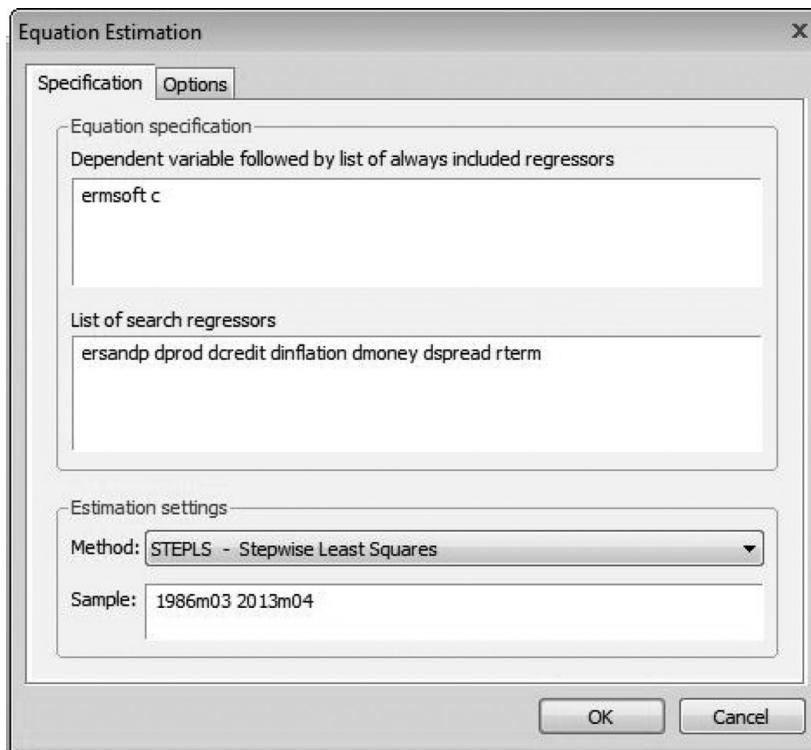 Equation Estimation
Specification Options
Equation specification
Dependent variable followed by list of always included regressors
ermsoft c
List of search regressors
ersandp dprod dcredit dinflation dmoney dspread rterm
Estimation settings
Method: STEPLS - Stepwise Least Squares
Sample: 1986m03 2013m04
OK Cancel